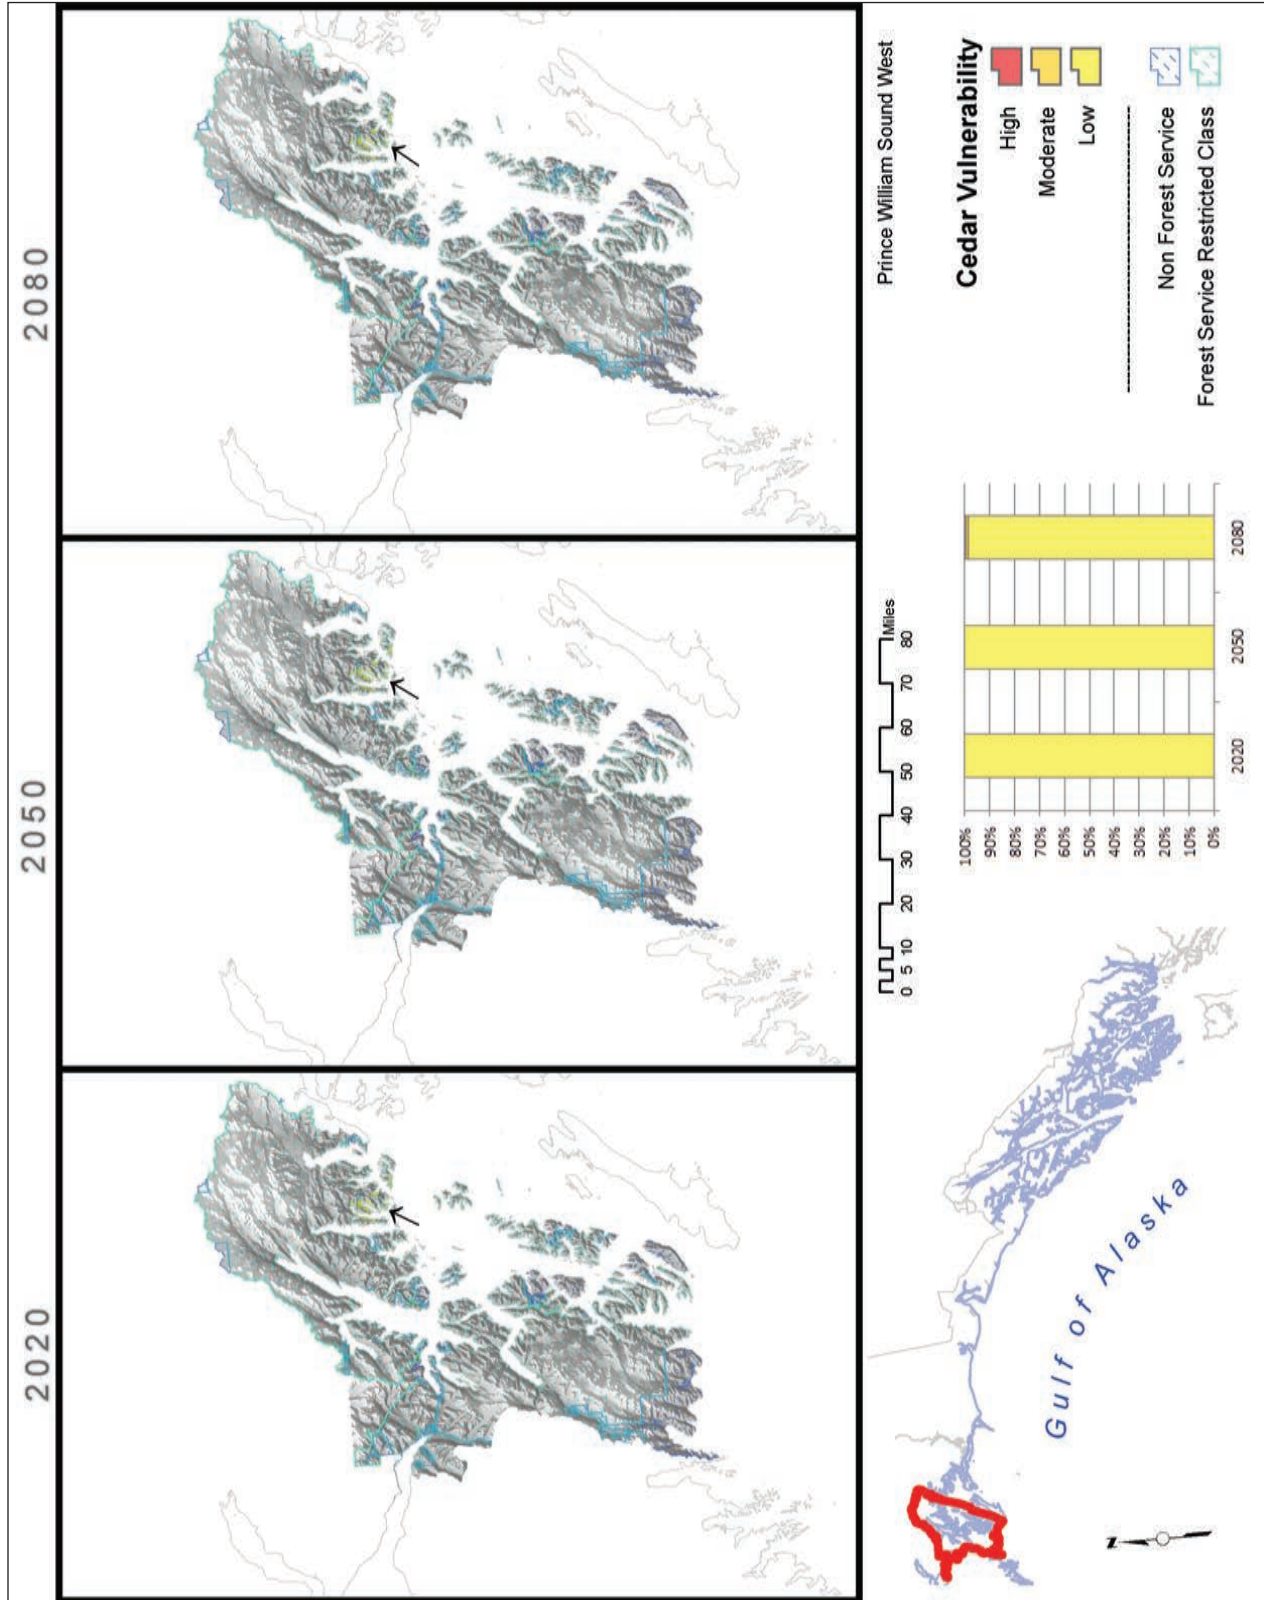 2020
2050
2080
Prince William Sound West
Cedar Vulnerability
High
Moderate
Low
Non Forest Service
Forest Service Restricted Class
0 5 10 20 30 40 50 60 70 80
Miles
100%
90%
80%
70%
60%
50%
40%
30%
20%
10%
0%
2020 2050 2080
Gulf of Alaska
N